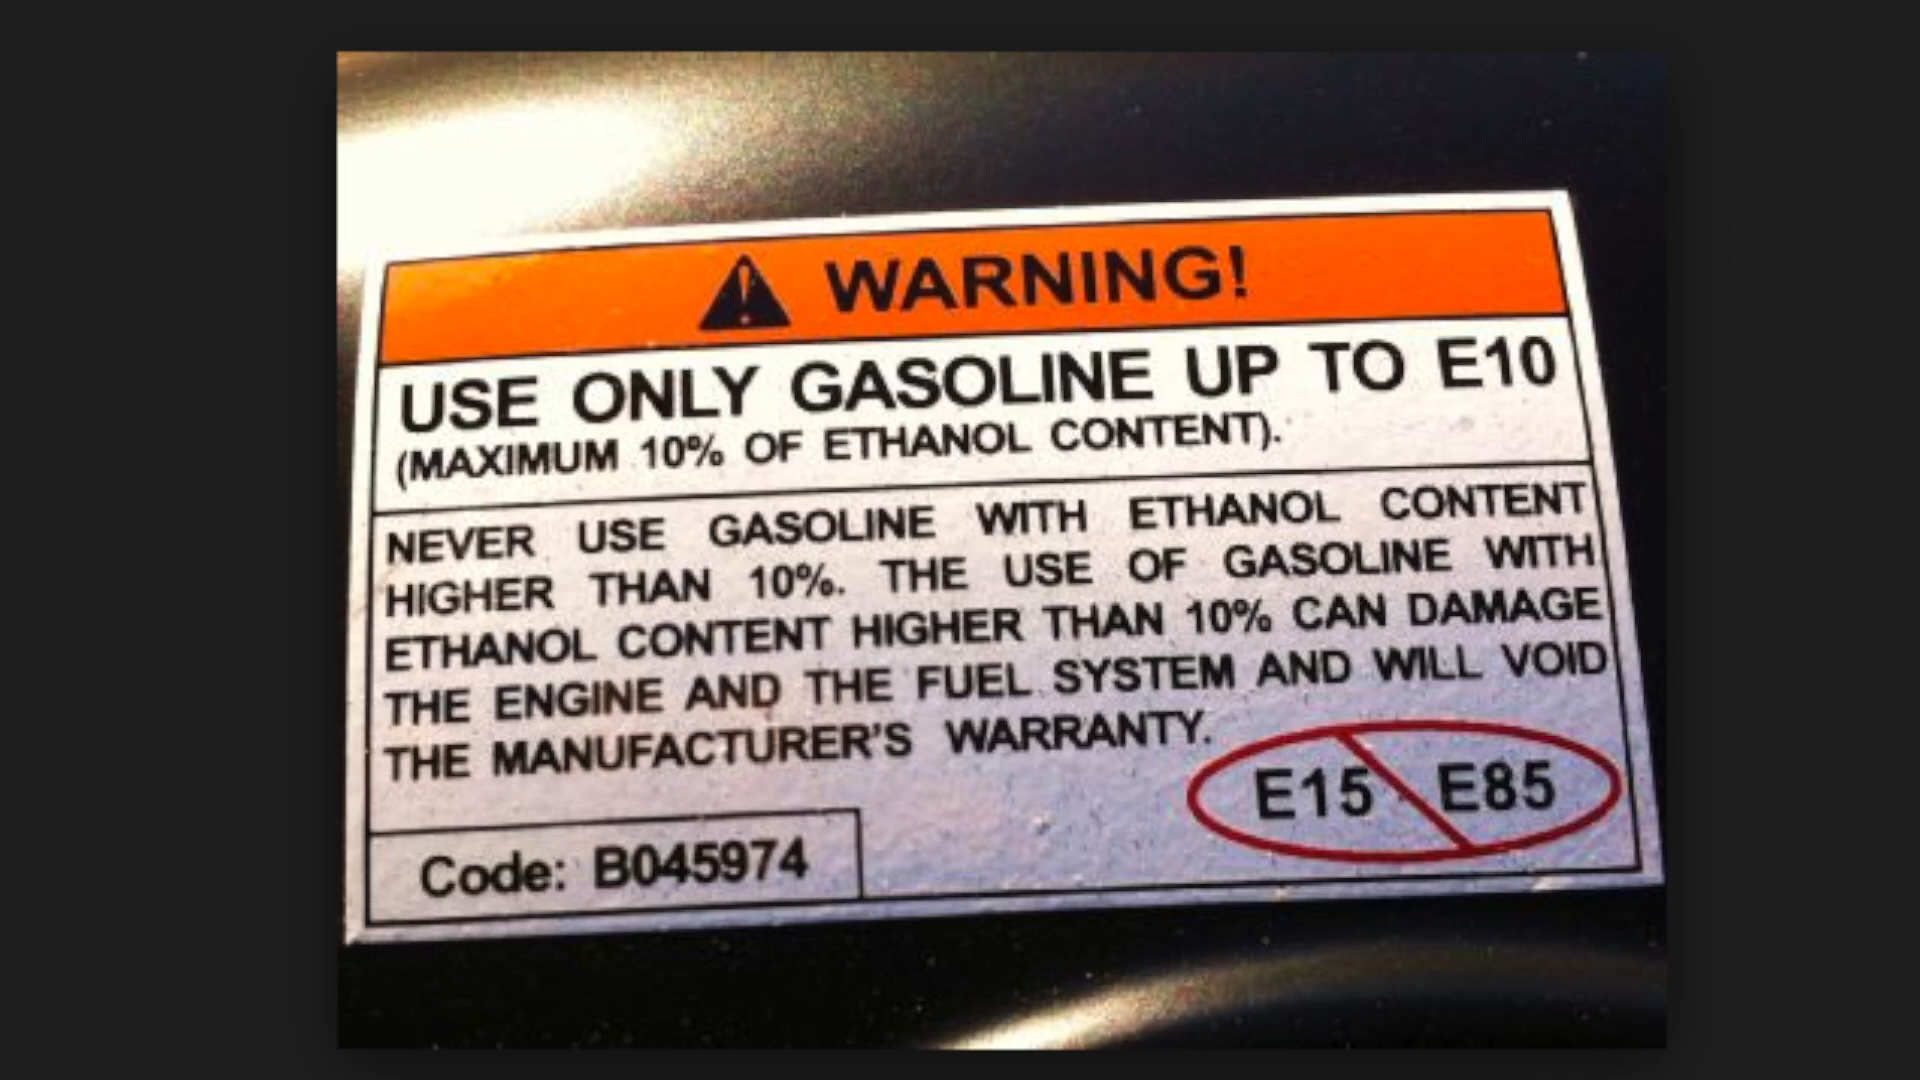 WARNING!
USE ONLY GASOLINE UP TO E10
(MAXIMUM 10% OF ETHANOL CONTENT).
NEVER USE GASOLINE WITH ETHANOL CONTENT
HIGHER THAN 10%. THE USE OF GASOLINE WITH
ETHANOL CONTENT HIGHER THAN 10% CAN DAMAGE
THE ENGINE AND THE FUEL SYSTEM AND WILL VOID
THE MANUFACTURER'S WARRANTY.
E15 E85
Code: B045974